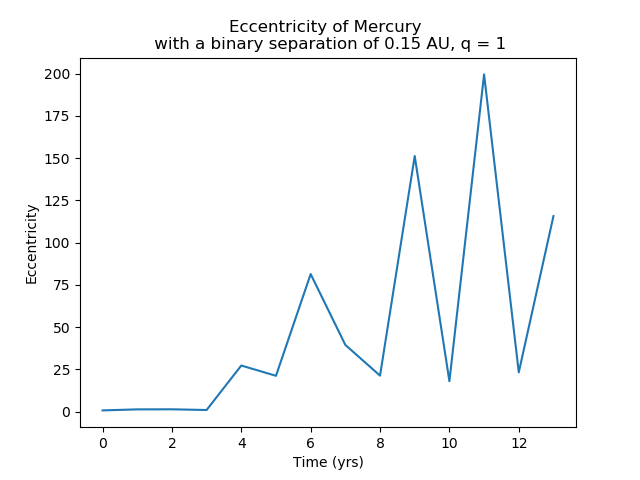 Eccentricity of Mercury
with a binary separation of 0.15 AU, q = 1
200
175
150
125
100
75
50
25
0
Eccentricity
0 2 4 6 8 10 12
Time (yrs)